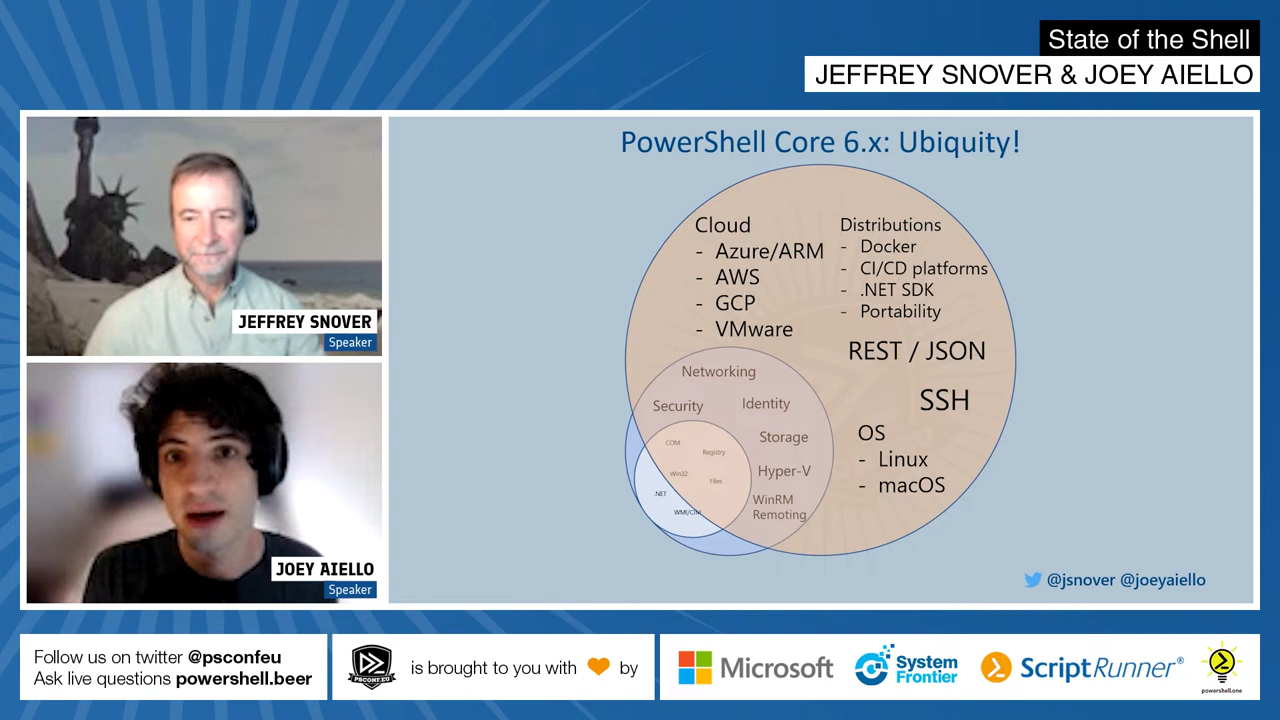 State of the Shell
JEFFREY SNOVER & JOEY AIELLO
JEFFREY SNOVER
Speaker
JOEY AIELLO
Speaker
PowerShell Core 6.x: Ubiquity!
Cloud
- Azure/ARM
- AWS
- GCP
- VMware
Distributions
- Docker
- CI/CD platforms
- .NET SDK
- Portability
REST / JSON
SSH
OS
- Linux
- macOS
Networking
Security
Identity
Storage
Hyper-V
WinRM
Remoting
COM
Registry
Win32
Files
.NET
WMI/CIM
@jsnover @joeyaiello
Follow us on twitter @psconfeu
Ask live questions powershell.beer
PSCONF.EU
is brought to you with
by
Microsoft
System
Frontier
ScriptRunner®
powershell.one